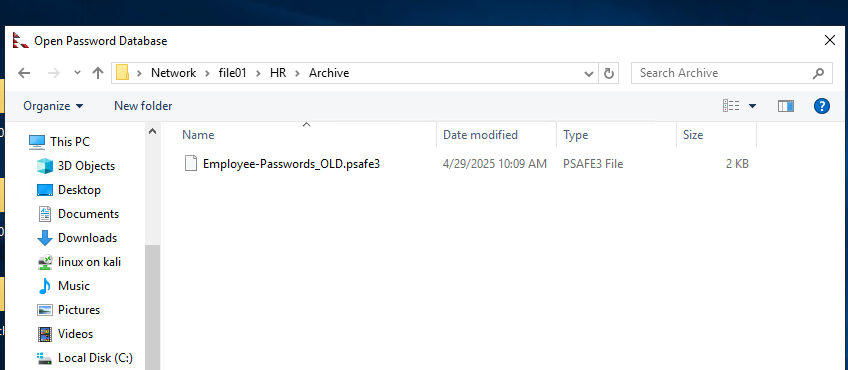 Open Password Database
Network > file01 > HR > Archive
Search Archive
Organize New folder
Name Date modified Type Size
Employee-Passwords_OLD.psafe3 4/29/2025 10:09 AM PSAFE3 File 2 KB
This PC
3D Objects
Desktop
Documents
Downloads
linux on kali
Music
Pictures
Videos
Local Disk (C:)